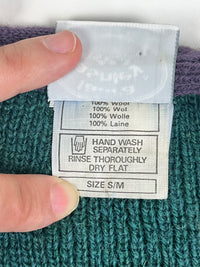 100% Wool
100% Wol
100% Wolle
100% Laine
HAND WASH
SEPARATELY
RINSE THOROUGHLY
DRY FLAT
SIZE S/M